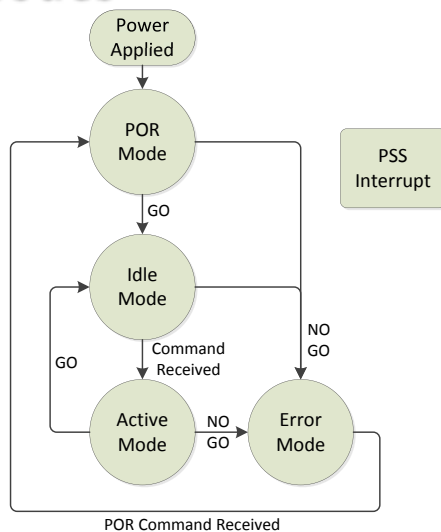 Power
Applied
POR
Mode
PSS
Interrupt
GO
Idle
Mode
NO
GO
Command
Received
GO
Active
Mode
NO
GO
Error
Mode
POR Command Received